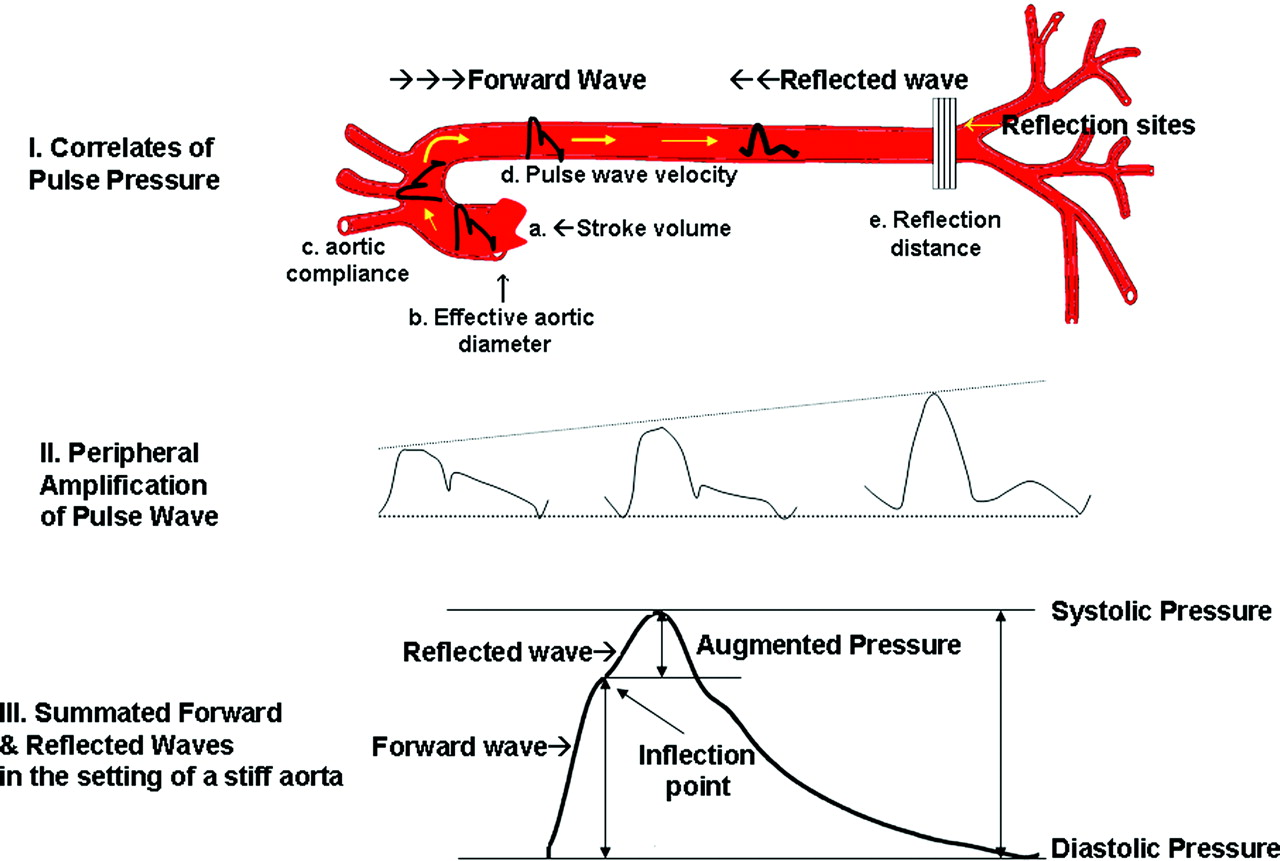 →→→Forward Wave
←←Reflected wave
Reflection sites
I. Correlates of
Pulse Pressure
d. Pulse wave velocity
a. ←Stroke volume
e. Reflection
distance
c. aortic
compliance
b. Effective aortic
diameter
II. Peripheral
Amplification
of Pulse Wave
Systolic Pressure
Reflected wave→
Augmented Pressure
III. Summated Forward
& Reflected Waves
in the setting of a stiff aorta
Forward wave→
Inflection
point
Diastolic Pressure